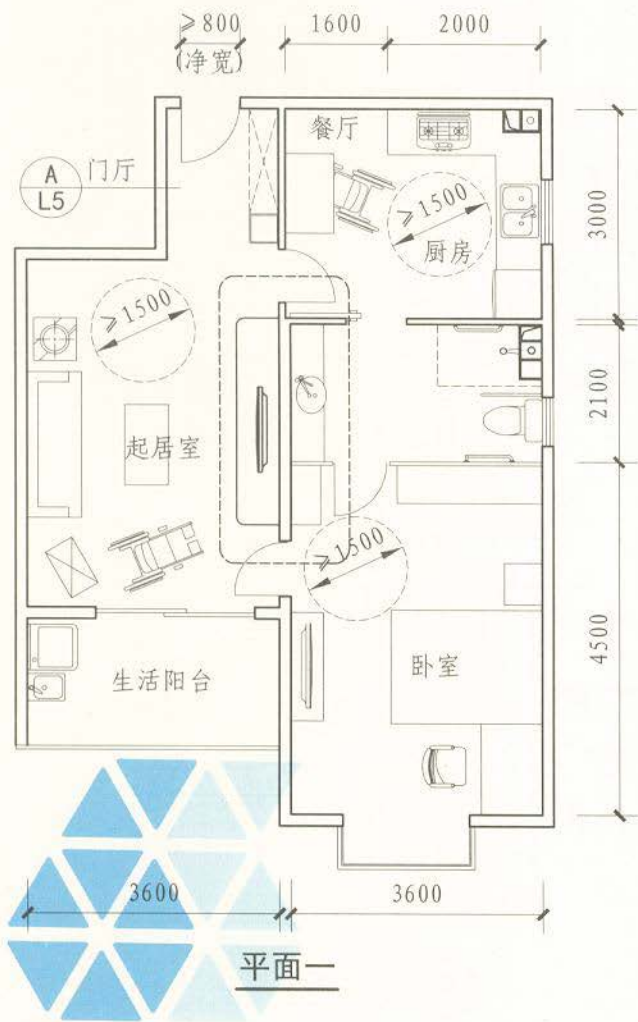 ≥800
(净宽)
1600
2000
餐厅
A
L5
门厅
≥1500
厨房
3000
≥1500
2100
起居室
≥1500
4500
卧室
生活阳台
3600
3600
平面一